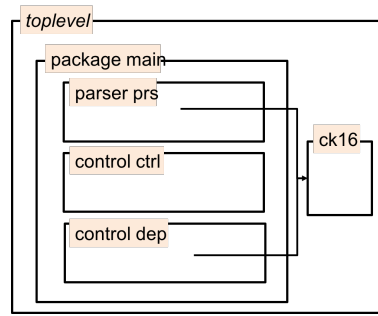 toplevel
package main
parser prs
ck16
control ctrl
control dep